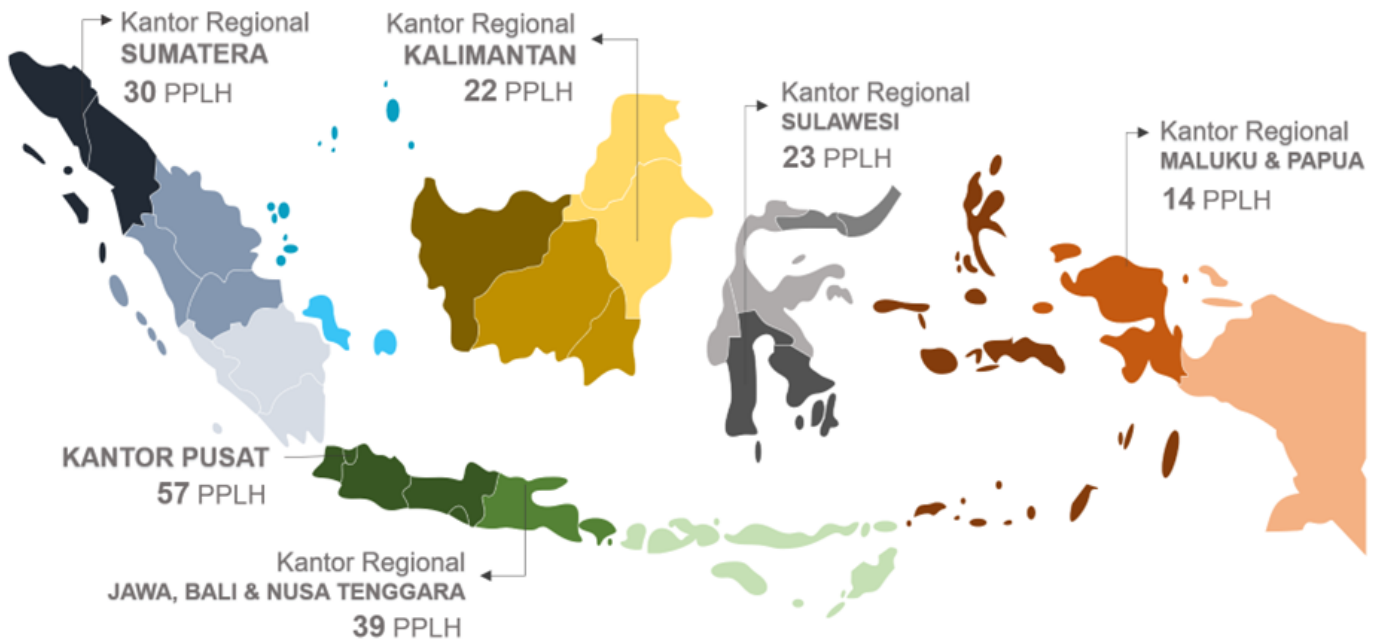 Kantor Regional
SUMATERA
30 PPLH
Kantor Regional
KALIMANTAN
22 PPLH
Kantor Regional
SULAWESI
23 PPLH
Kantor Regional
MALUKU & PAPUA
14 PPLH
KANTOR PUSAT
57 PPLH
Kantor Regional
JAWA, BALI & NUSA TENGGARA
39 PPLH